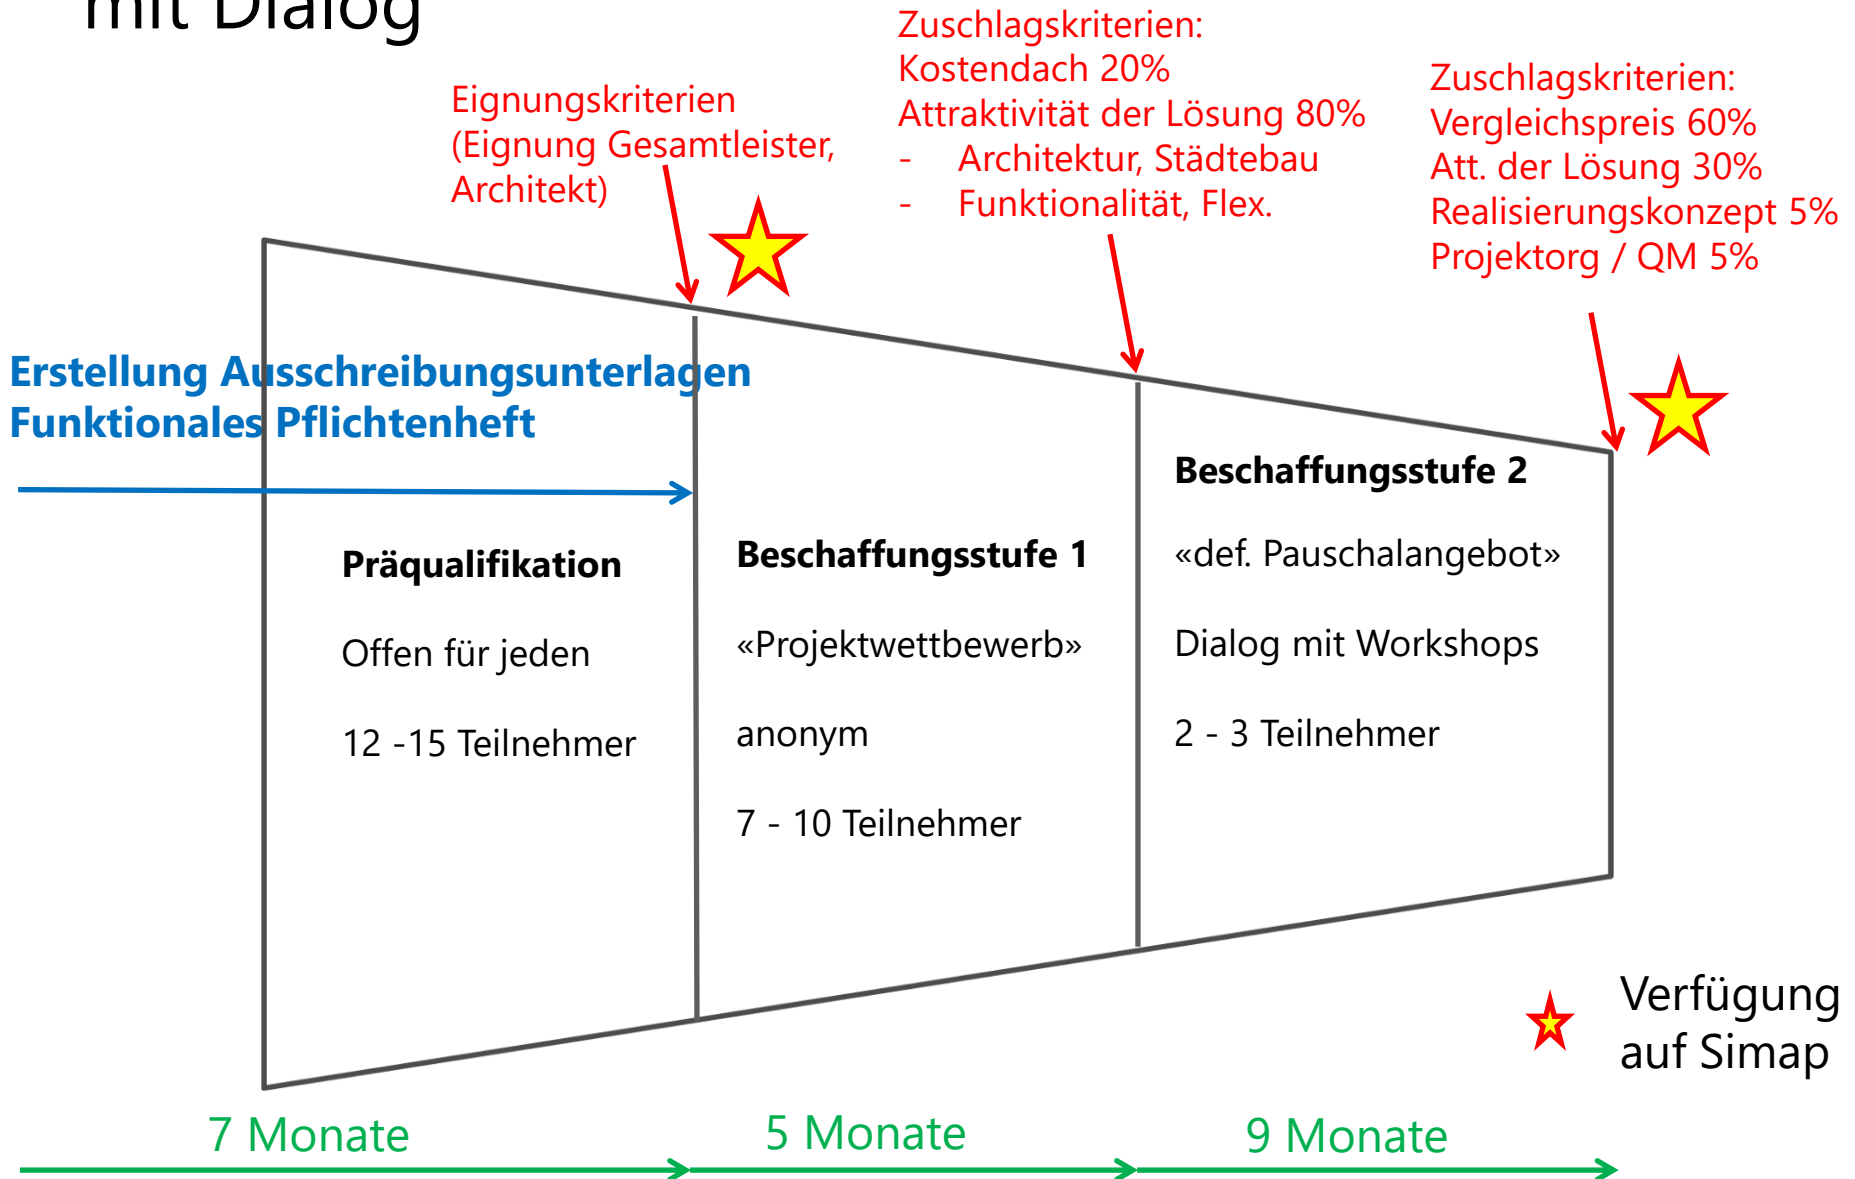 mit Dialog
Eignungskriterien
(Eignung Gesamtleister,
Architekt)
Zuschlagskriterien:
Kostendach 20%
Attraktivität der Lösung 80%
- Architektur, Städtebau
- Funktionalität, Flex.
Zuschlagskriterien:
Vergleichspreis 60%
Att. der Lösung 30%
Realisierungskonzept 5%
Projektorg / QM 5%
Erstellung Ausschreibungsunterlagen
Funktionales Pflichtenheft
Präqualifikation
Offen für jeden
12 -15 Teilnehmer
Beschaffungsstufe 1
«Projektwettbewerb»
anonym
7 - 10 Teilnehmer
Beschaffungsstufe 2
«def. Pauschalangebot»
Dialog mit Workshops
2 - 3 Teilnehmer
Verfügung
auf Simap
7 Monate
5 Monate
9 Monate